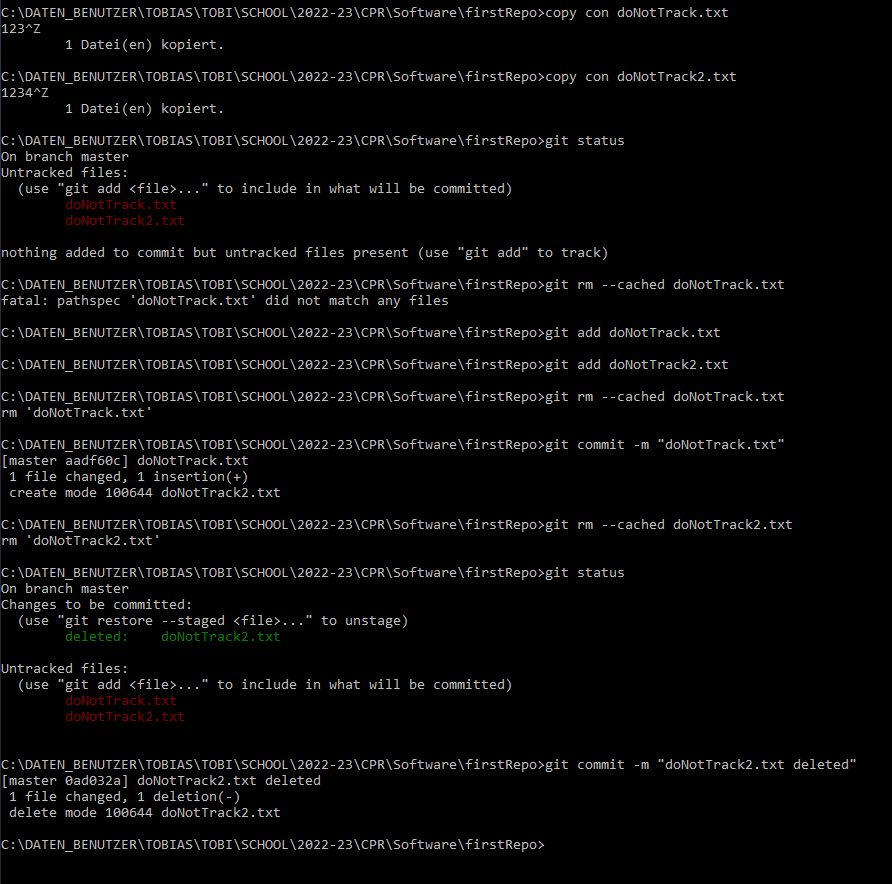 C:\DATEN_BENUTZER\TOBIAS\TOBI\SCHOOL\2022-23\CPR\Software\firstRepo>copy con doNotTrack.txt
123^Z
        1 Datei(en) kopiert.

C:\DATEN_BENUTZER\TOBIAS\TOBI\SCHOOL\2022-23\CPR\Software\firstRepo>copy con doNotTrack2.txt
1234^Z
        1 Datei(en) kopiert.

C:\DATEN_BENUTZER\TOBIAS\TOBI\SCHOOL\2022-23\CPR\Software\firstRepo>git status
On branch master
Untracked files:
  (use "git add <file>..." to include in what will be committed)
        doNotTrack.txt
        doNotTrack2.txt

nothing added to commit but untracked files present (use "git add" to track)

C:\DATEN_BENUTZER\TOBIAS\TOBI\SCHOOL\2022-23\CPR\Software\firstRepo>git rm --cached doNotTrack.txt
fatal: pathspec 'doNotTrack.txt' did not match any files

C:\DATEN_BENUTZER\TOBIAS\TOBI\SCHOOL\2022-23\CPR\Software\firstRepo>git add doNotTrack.txt

C:\DATEN_BENUTZER\TOBIAS\TOBI\SCHOOL\2022-23\CPR\Software\firstRepo>git add doNotTrack2.txt

C:\DATEN_BENUTZER\TOBIAS\TOBI\SCHOOL\2022-23\CPR\Software\firstRepo>git rm --cached doNotTrack.txt
rm 'doNotTrack.txt'

C:\DATEN_BENUTZER\TOBIAS\TOBI\SCHOOL\2022-23\CPR\Software\firstRepo>git commit -m "doNotTrack.txt"
[master aadf60c] doNotTrack.txt
 1 file changed, 1 insertion(+)
 create mode 100644 doNotTrack2.txt

C:\DATEN_BENUTZER\TOBIAS\TOBI\SCHOOL\2022-23\CPR\Software\firstRepo>git rm --cached doNotTrack2.txt
rm 'doNotTrack2.txt'

C:\DATEN_BENUTZER\TOBIAS\TOBI\SCHOOL\2022-23\CPR\Software\firstRepo>git status
On branch master
Changes to be committed:
  (use "git restore --staged <file>..." to unstage)
        deleted:    doNotTrack2.txt

Untracked files:
  (use "git add <file>..." to include in what will be committed)
        doNotTrack.txt
        doNotTrack2.txt


C:\DATEN_BENUTZER\TOBIAS\TOBI\SCHOOL\2022-23\CPR\Software\firstRepo>git commit -m "doNotTrack2.txt deleted"
[master 0ad032a] doNotTrack2.txt deleted
 1 file changed, 1 deletion(-)
 delete mode 100644 doNotTrack2.txt

C:\DATEN_BENUTZER\TOBIAS\TOBI\SCHOOL\2022-23\CPR\Software\firstRepo>